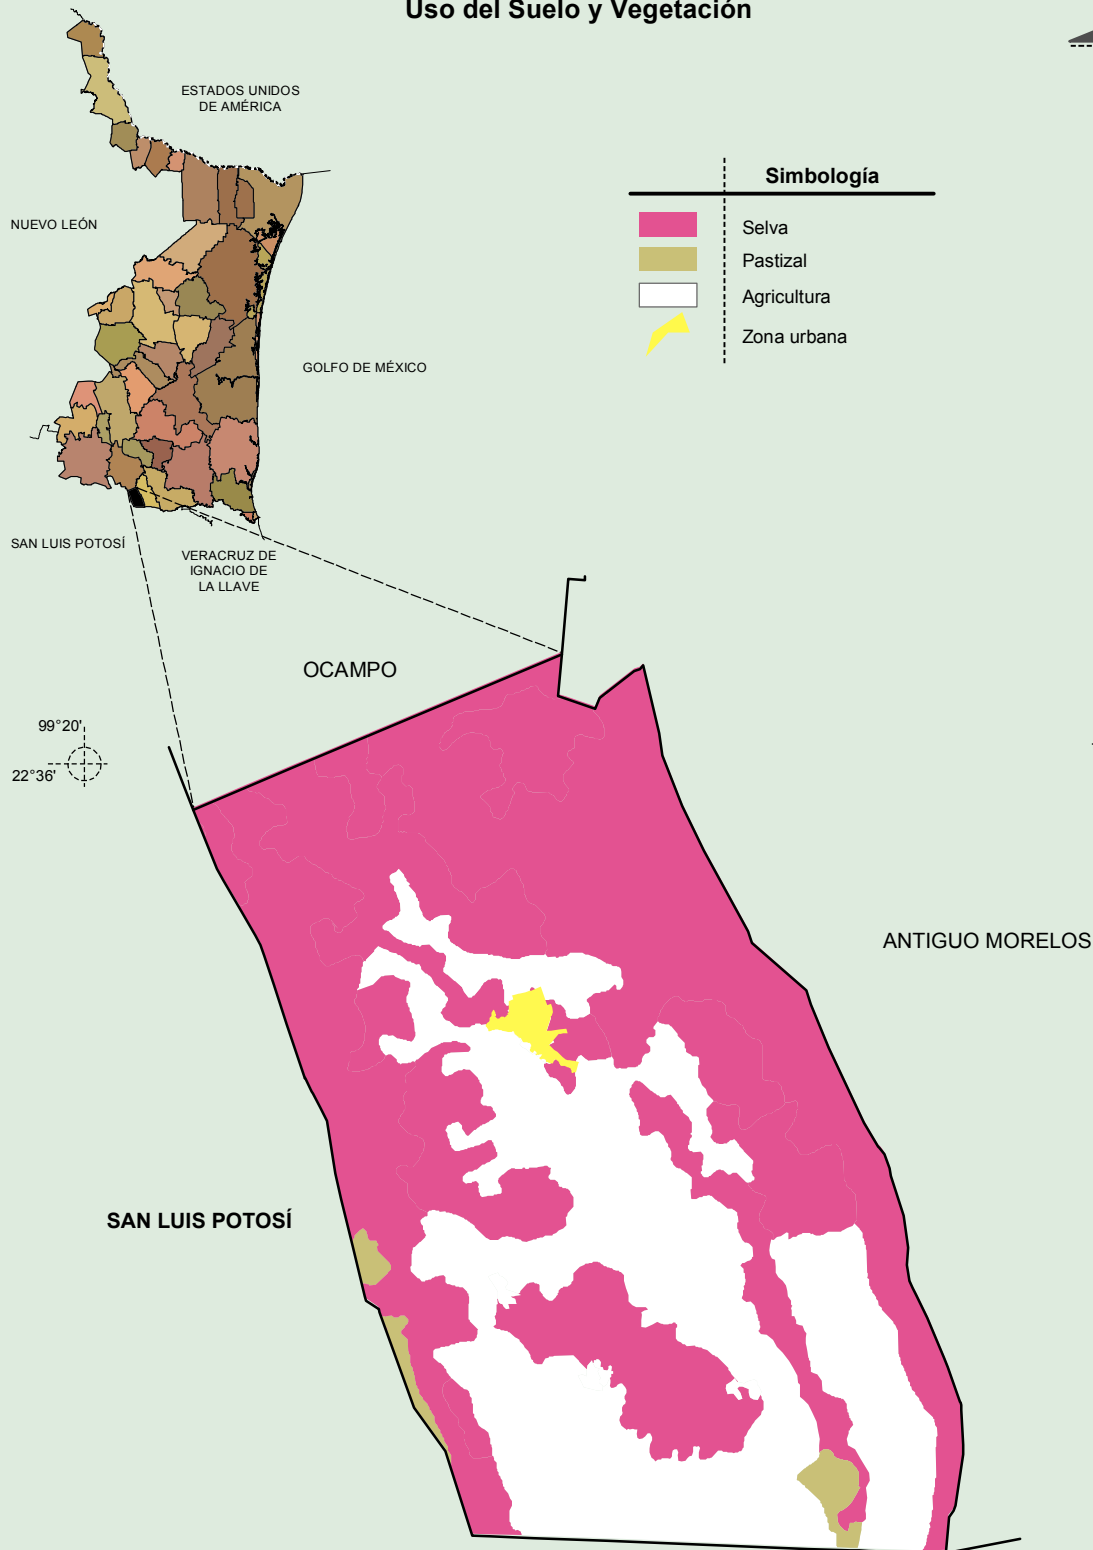 Uso del Suelo y Vegetación
ESTADOS UNIDOS
DE AMÉRICA
Simbología
NUEVO LEÓN
Selva
Pastizal
Agricultura
Zona urbana
GOLFO DE MÉXICO
SAN LUIS POTOSÍ
VERACRUZ DE
IGNACIO DE
LA LLAVE
OCAMPO
99°20'
22°36'
ANTIGUO MORELOS
SAN LUIS POTOSÍ